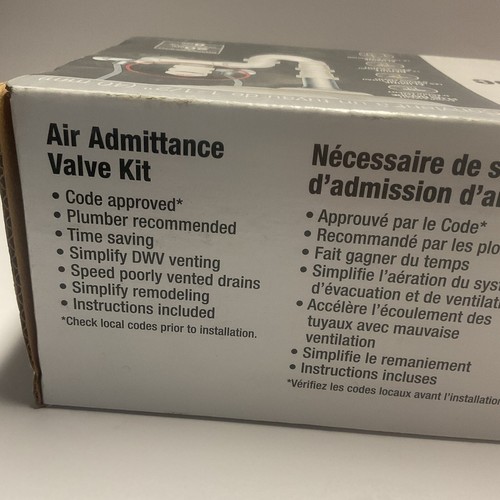 Air Admittance
Valve Kit
• Code approved*
• Plumber recommended
• Time saving
• Simplify DWV venting
• Speed poorly vented drains
• Simplify remodeling
• Instructions included
*Check local codes prior to installation.
Nécessaire de
d'admission
• Approuvé par le Code*
• Recommandé par les
• Fait gagner du temps
• Simplifie l'aération du
d'évacuation et de
• Accélère l'écoulement des
tuyaux avec mauvaise
ventilation
• Simplifie le remaniement
• Instructions incluses
*Vérifiez les codes locaux avant